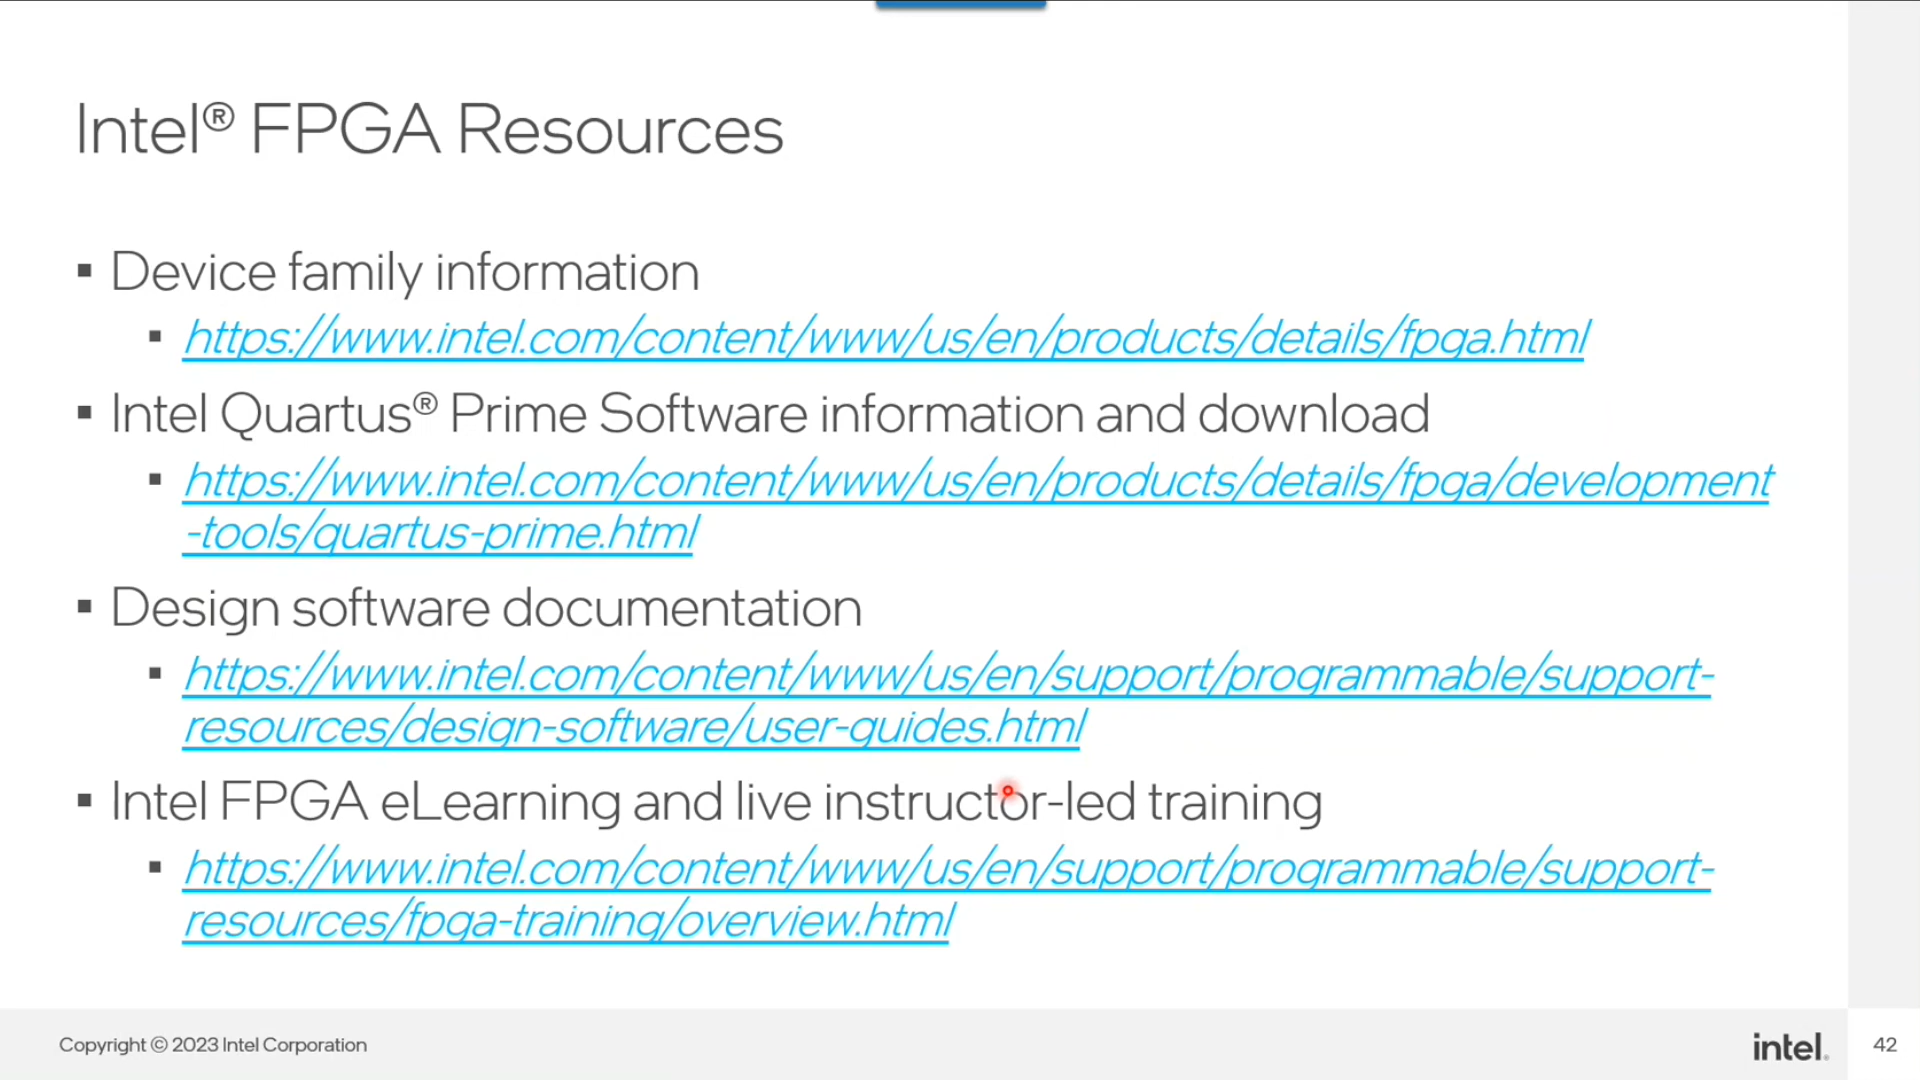 Intel® FPGA Resources
▪ Device family information
▪ https://www.intel.com/content/www/us/en/products/details/fpga.html
▪ Intel Quartus® Prime Software information and download
▪ https://www.intel.com/content/www/us/en/products/details/fpga/development
-tools/quartus-prime.html
▪ Design software documentation
▪ https://www.intel.com/content/www/us/en/support/programmable/support-
resources/design-software/user-guides.html
▪ Intel FPGA eLearning and live instructor-led training
▪ https://www.intel.com/content/www/us/en/support/programmable/support-
resources/fpga-training/overview.html
Copyright © 2023 Intel Corporation
intel.
42